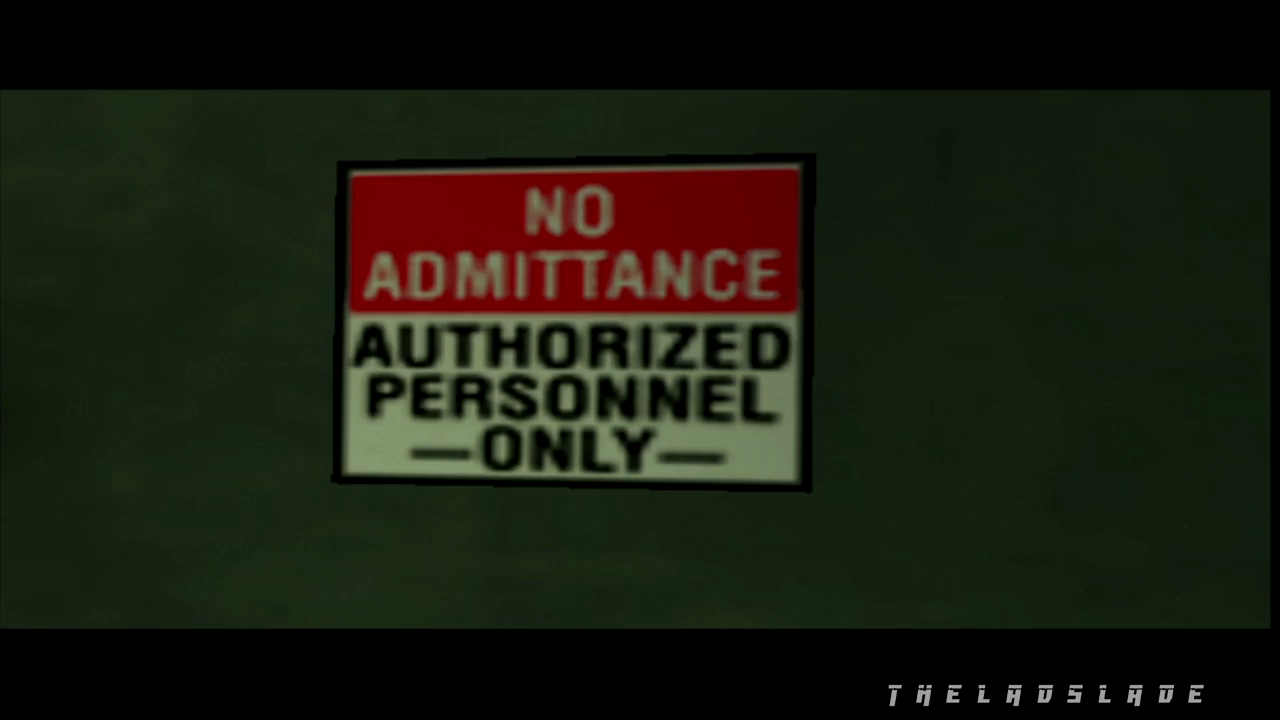 NO
ADMITTANCE
AUTHORIZED
PERSONNEL
—ONLY—
THELADSLADE